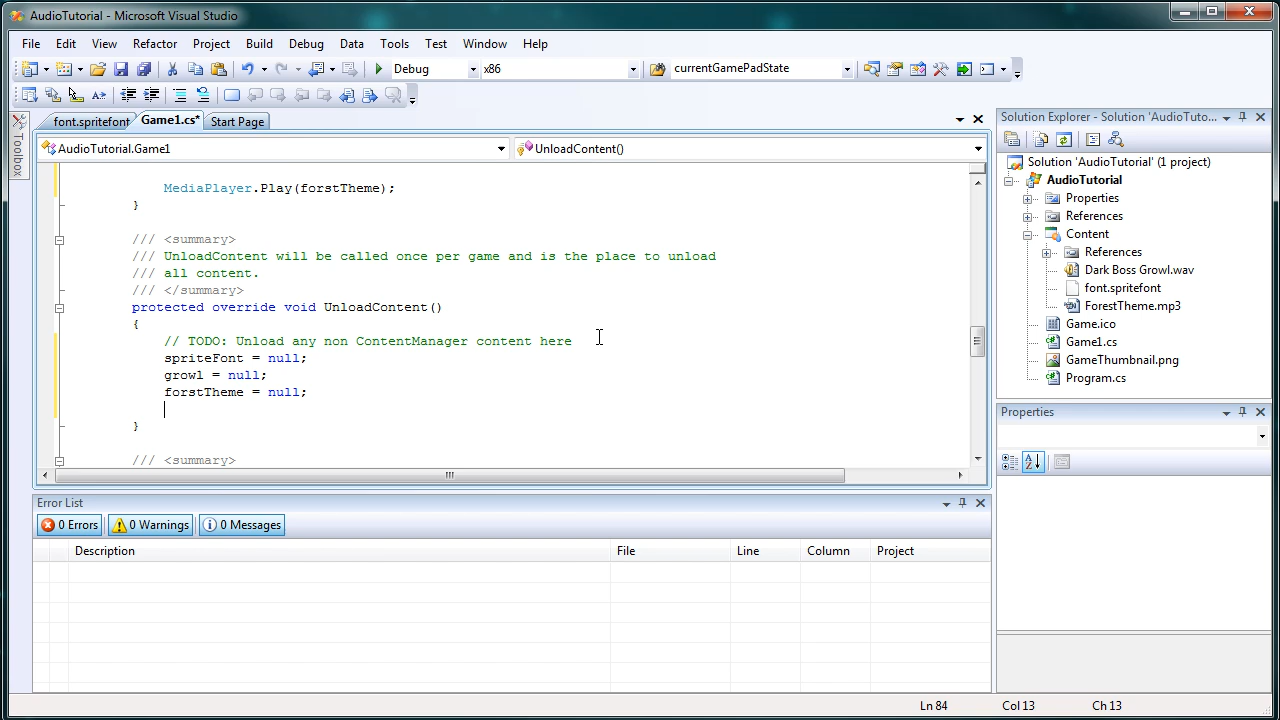 AudioTutorial - Microsoft Visual Studio
File Edit View Refactor Project Build Debug Data Tools Test Window Help
Debug x86 currentGamePadState
font.spritefont Game1.cs* Start Page
Toolbox
AudioTutorial.Game1 UnloadContent()
MediaPlayer.Play(forstTheme);
}
/// <summary>
/// UnloadContent will be called once per game and is the place to unload
/// all content.
/// </summary>
protected override void UnloadContent()
{
// TODO: Unload any non ContentManager content here
spriteFont = null;
growl = null;
forstTheme = null;
}
/// <summary>
Solution Explorer - Solution 'AudioTuto...
Solution 'AudioTutorial' (1 project)
AudioTutorial
Properties
References
Content
References
Dark Boss Growl.wav
font.spritefont
ForestTheme.mp3
Game.ico
Game1.cs
GameThumbnail.png
Program.cs
Properties
Error List
0 Errors 0 Warnings 0 Messages
Description File Line Column Project
Ln 84 Col 13 Ch 13